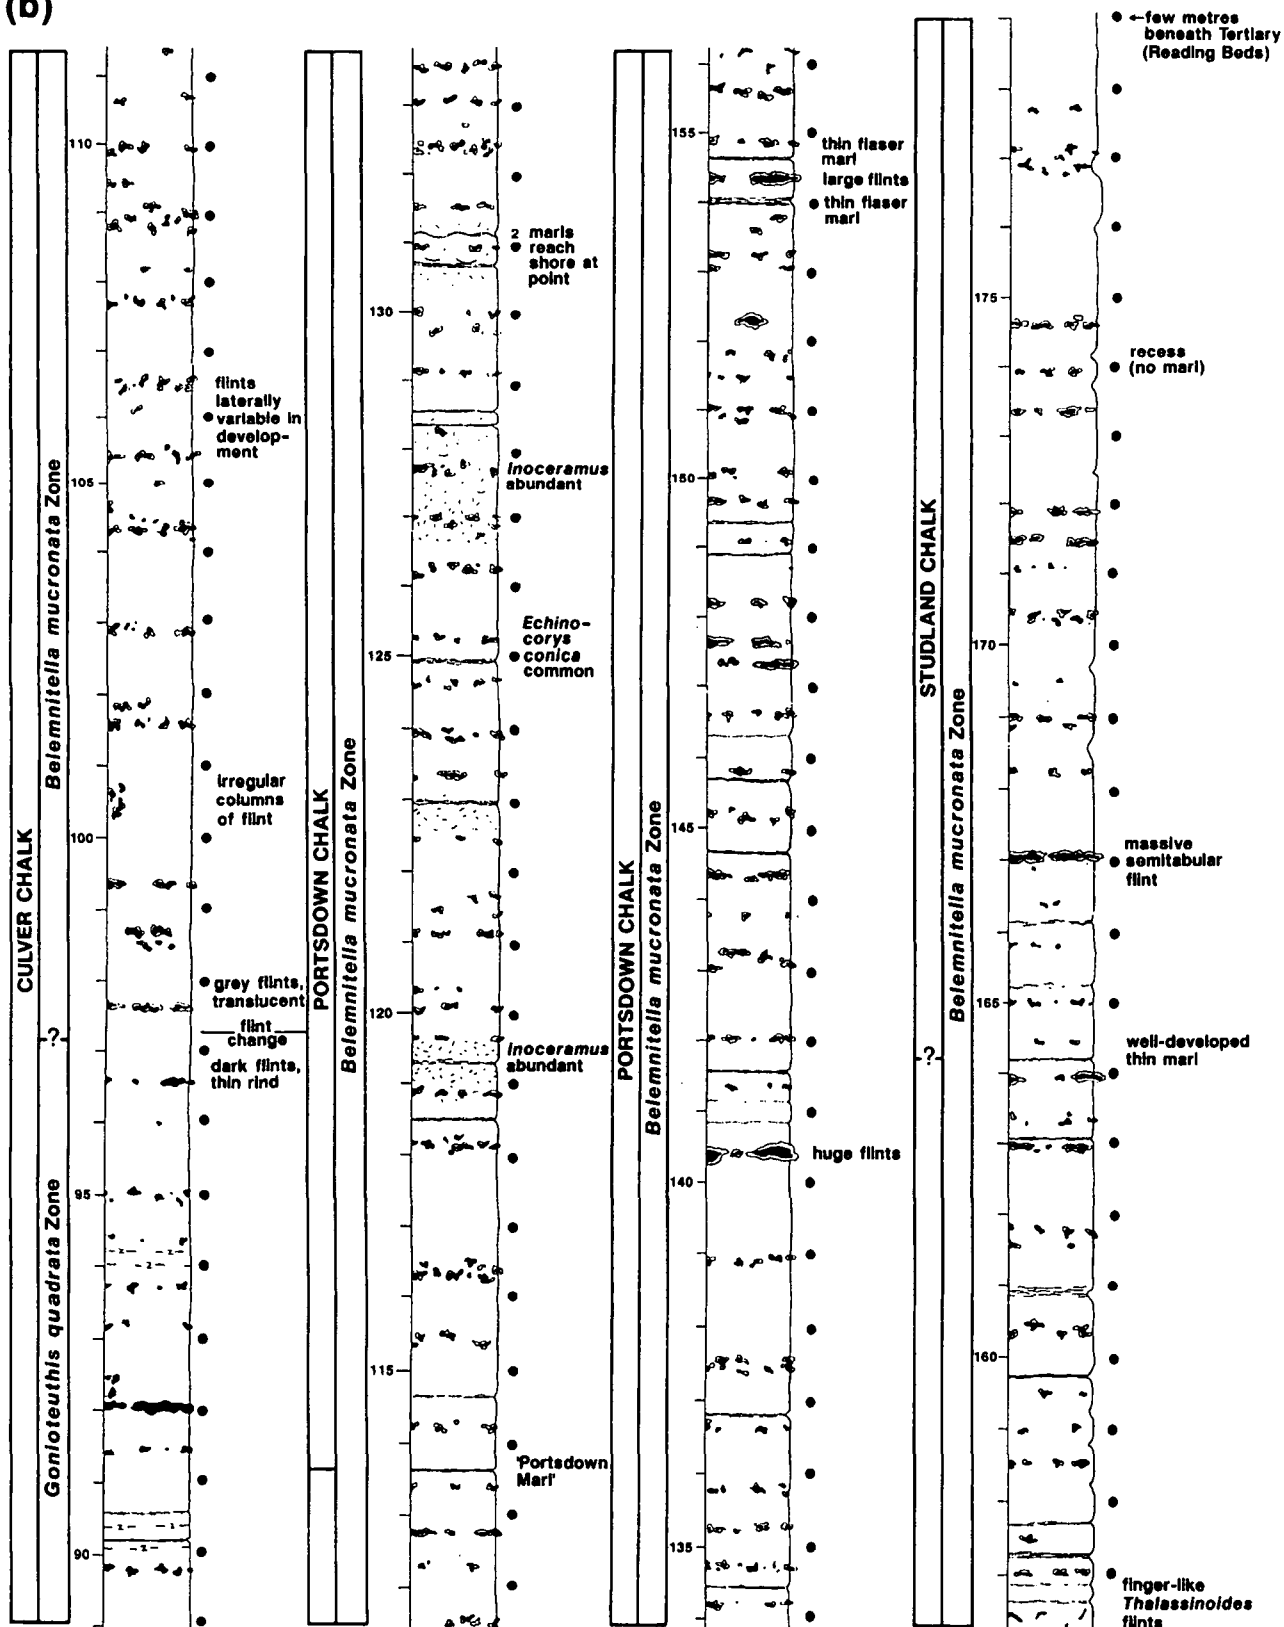 (b)
CULVER CHALK
Belemnitella mucronata Zone
-?-
Gonioteuthis quadrata Zone
110
105
100
95
90
flints
laterally
variable in
develop-
ment
irregular
columns
of flint
grey flints,
translucent
flint
change
dark flints,
thin rind
z
z
z
z
z
z
PORTSDOWN CHALK
Belemnitella mucronata Zone
130
125
120
115
2 marls
reach
shore at
point
Inoceramus
abundant
Echino-
corys
conica
common
Inoceramus
abundant
'Portsdown
Marl'
PORTSDOWN CHALK
Belemnitella mucronata Zone
155
150
145
140
135
thin flaser
marl
large flints
thin flaser
marl
huge flints
STUDLAND CHALK
-?-
Belemnitella mucronata Zone
175
170
165
160
←few metres
beneath Tertiary
(Reading Beds)
recess
(no marl)
massive
semitabular
flint
well-developed
thin marl
finger-like
Thalassinoides
flints